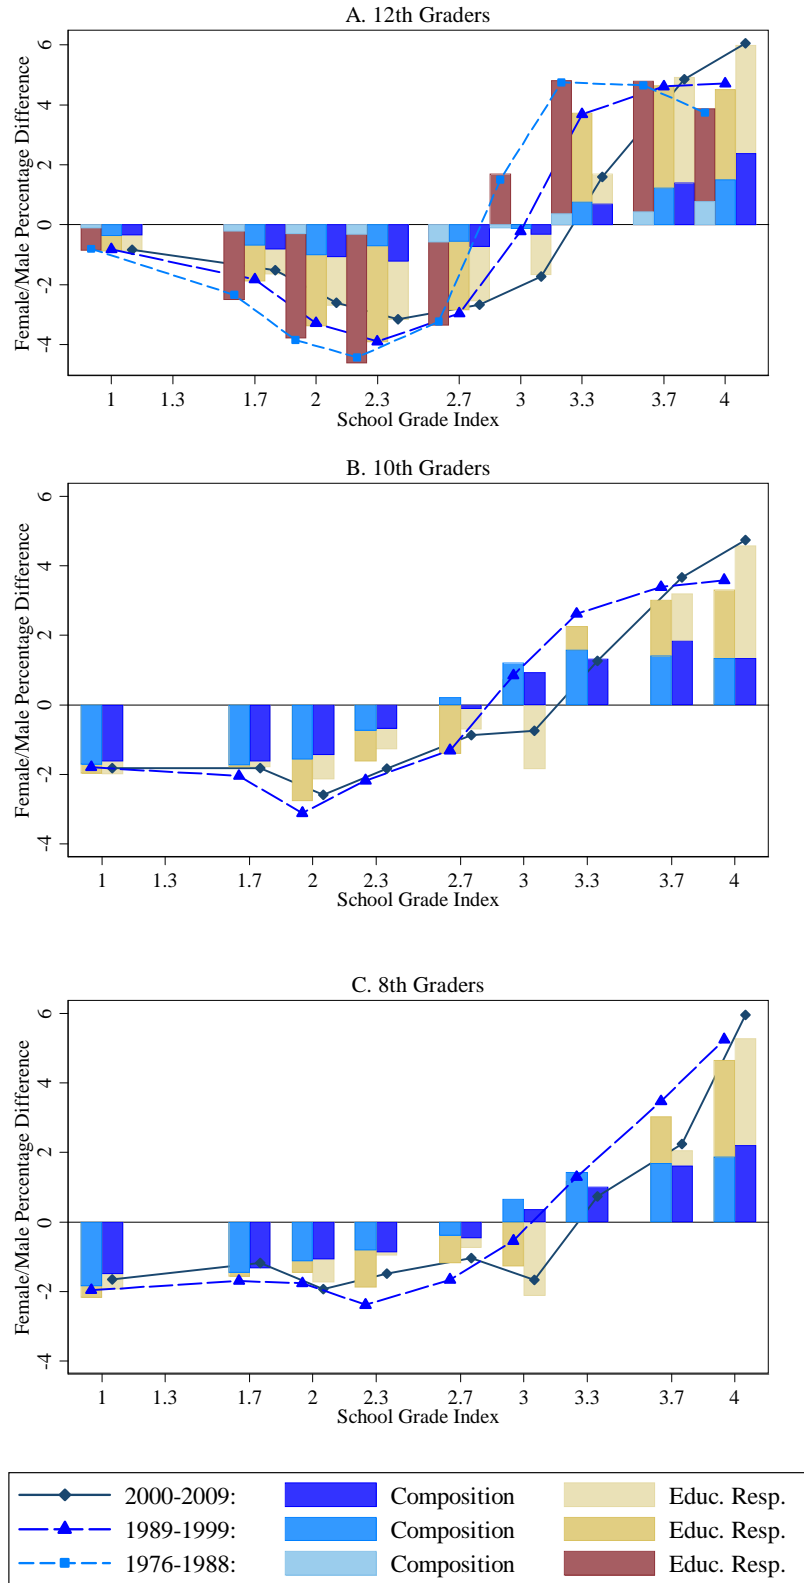 A. 12th Graders
Female/Male Percentage Difference
6
4
2
0
-2
-4
1 1.3 1.7 2 2.3 2.7 3 3.3 3.7 4
School Grade Index
B. 10th Graders
Female/Male Percentage Difference
6
4
2
0
-2
-4
1 1.3 1.7 2 2.3 2.7 3 3.3 3.7 4
School Grade Index
C. 8th Graders
Female/Male Percentage Difference
6
4
2
0
-2
-4
1 1.3 1.7 2 2.3 2.7 3 3.3 3.7 4
School Grade Index
2000-2009: Composition Educ. Resp.
1989-1999: Composition Educ. Resp.
1976-1988: Composition Educ. Resp.